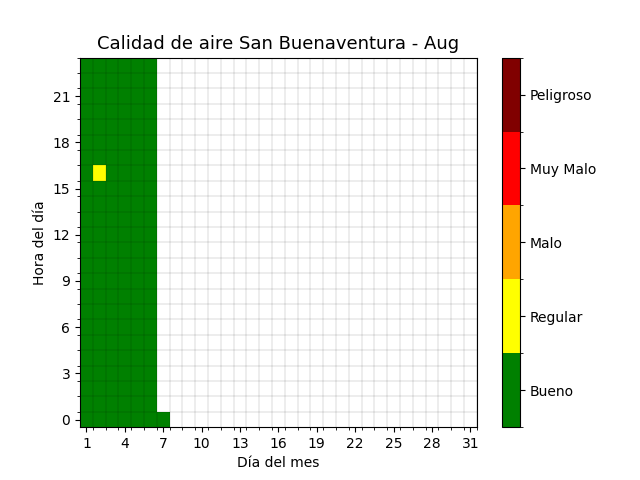 Calidad de aire San Buenaventura - Aug
Hora del día
21
18
15
12
9
6
3
0
1 4 7 10 13 16 19 22 25 28 31
Día del mes
Peligroso
Muy Malo
Malo
Regular
Bueno